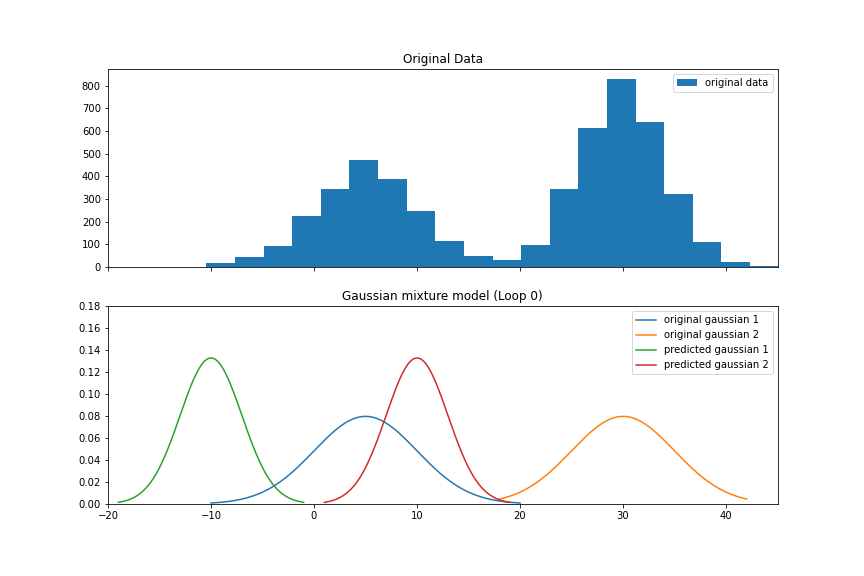 Original Data
original data
800
700
600
500
400
300
200
100
0
Gaussian mixture model (Loop 0)
original gaussian 1
original gaussian 2
predicted gaussian 1
predicted gaussian 2
0.18
0.16
0.14
0.12
0.10
0.08
0.06
0.04
0.02
0.00
−20 −10 0 10 20 30 40